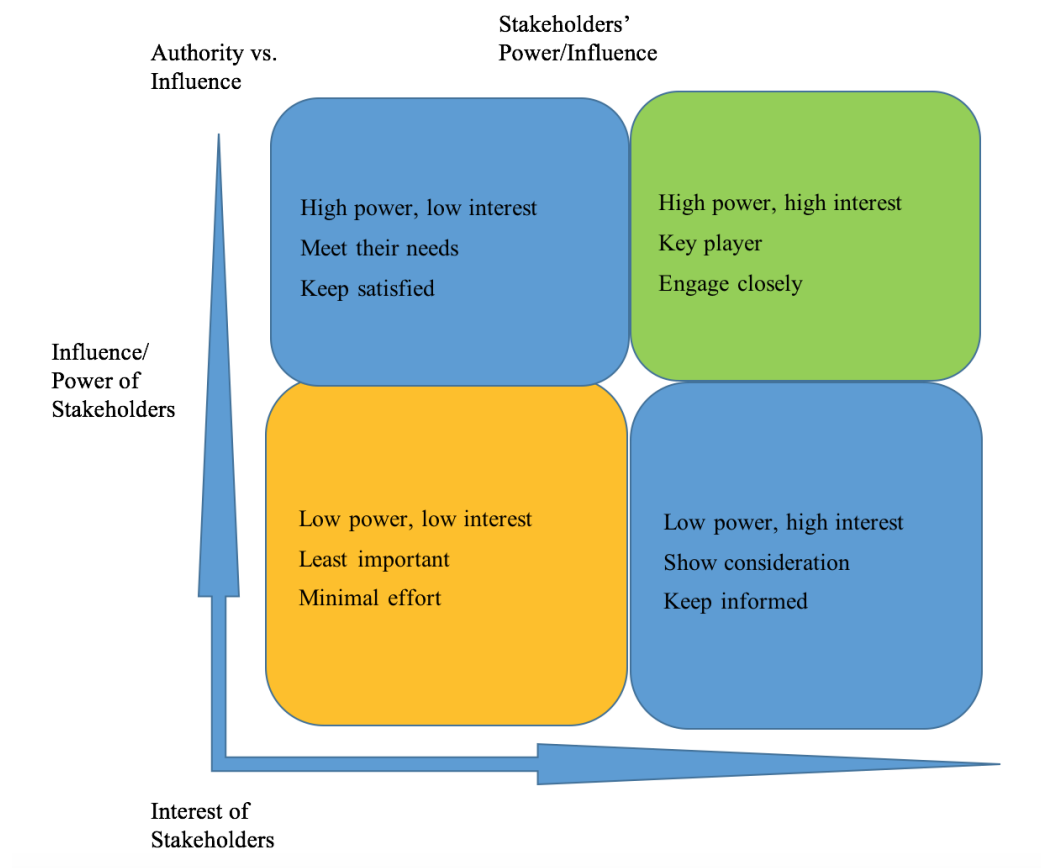 Stakeholders’
Power/Influence
Authority vs.
Influence
High power, low interest
Meet their needs
Keep satisfied
High power, high interest
Key player
Engage closely
Influence/
Power of
Stakeholders
Low power, low interest
Least important
Minimal effort
Low power, high interest
Show consideration
Keep informed
Interest of
Stakeholders